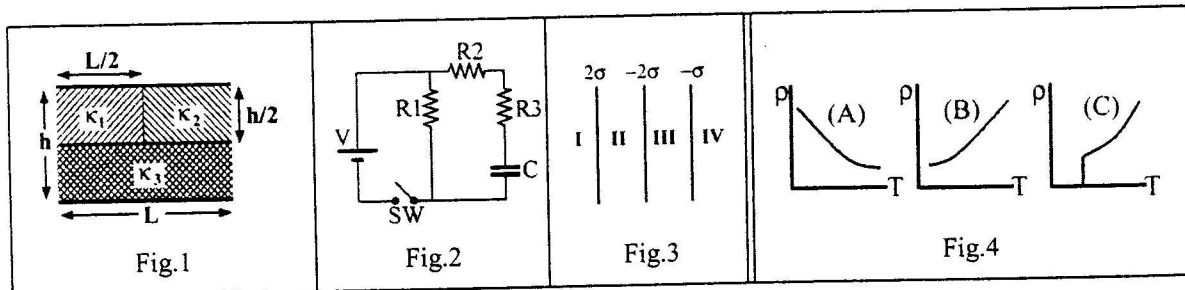 L/2
h
κ₁
κ₂
h/2
κ₃
L
Fig.1
R2
R1
R3
V
C
SW
Fig.2
2σ −2σ −σ
I II III IV
Fig.3
ρ (A) T
ρ (B) T
ρ (C) T
Fig.4